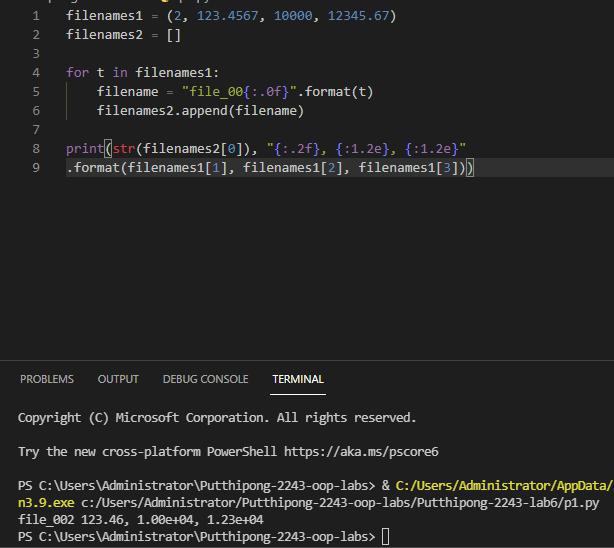 1 filenames1 = (2, 123.4567, 10000, 12345.67)
2 filenames2 = []
3
4 for t in filenames1:
5     filename = "file_00{:.0f}".format(t)
6     filenames2.append(filename)
7
8 print(str(filenames2[0]), "{:.2f}, {:1.2e}, {:1.2e}"
9 .format(filenames1[1], filenames1[2], filenames1[3]))
PROBLEMS OUTPUT DEBUG CONSOLE TERMINAL
Copyright (C) Microsoft Corporation. All rights reserved.
Try the new cross-platform PowerShell https://aka.ms/pscore6
PS C:\Users\Administrator\Putthipong-2243-oop-labs> & C:/Users/Administrator/AppData/
n3.9.exe c:/Users/Administrator/Putthipong-2243-oop-labs/Putthipong-2243-lab6/p1.py
file_002 123.46, 1.00e+04, 1.23e+04
PS C:\Users\Administrator\Putthipong-2243-oop-labs>